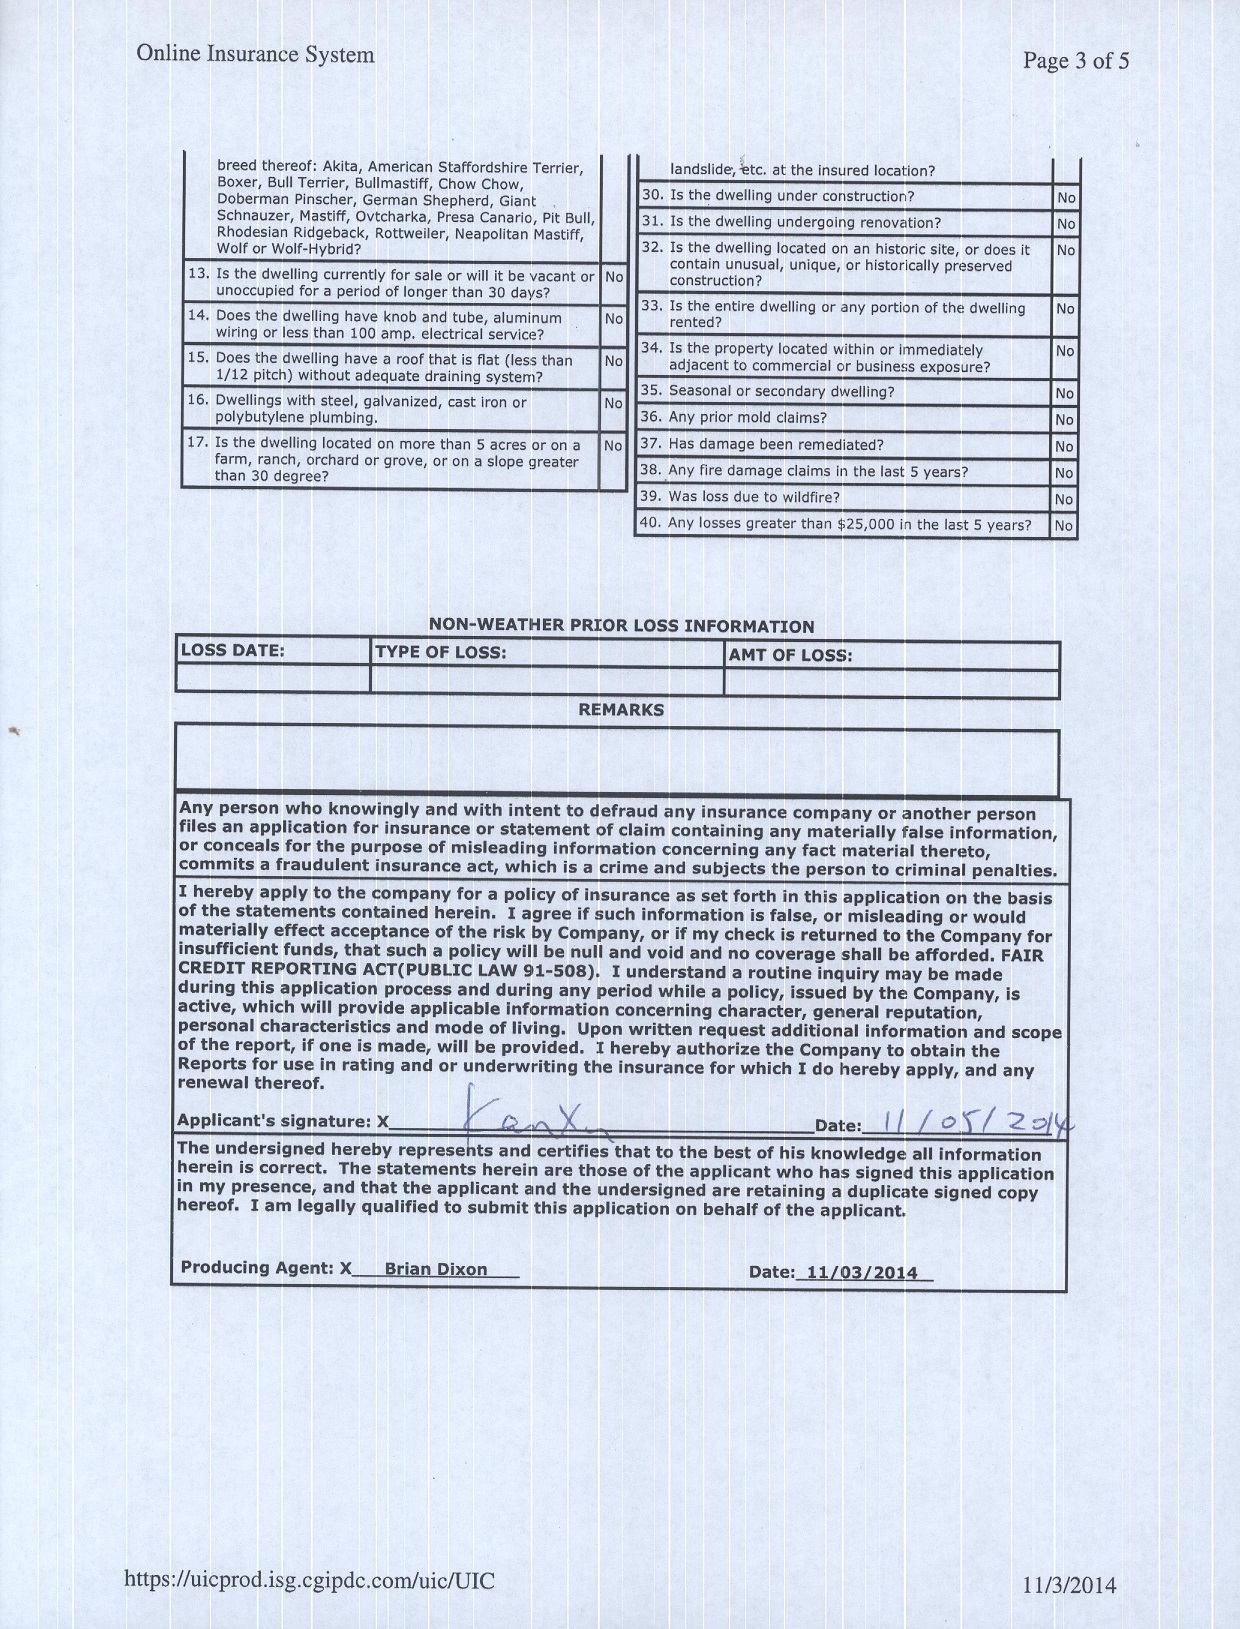 Online Insurance System
Page 3 of 5
breed thereof: Akita, American Staffordshire Terrier,
Boxer, Bull Terrier, Bullmastiff, Chow Chow,
Doberman Pinscher, German Shepherd, Giant
Schnauzer, Mastiff, Ovtcharka, Presa Canario, Pit Bull,
Rhodesian Ridgeback, Rottweiler, Neapolitan Mastiff,
Wolf or Wolf-Hybrid?
13. Is the dwelling currently for sale or will it be vacant or No
unoccupied for a period of longer than 30 days?
14. Does the dwelling have knob and tube, aluminum No
wiring or less than 100 amp. electrical service?
15. Does the dwelling have a roof that is flat (less than No
1/12 pitch) without adequate draining system?
16. Dwellings with steel, galvanized, cast iron or No
polybutylene plumbing.
17. Is the dwelling located on more than 5 acres or on a No
farm, ranch, orchard or grove, or on a slope greater
than 30 degree?
landslide, etc. at the insured location?
30. Is the dwelling under construction? No
31. Is the dwelling undergoing renovation? No
32. Is the dwelling located on an historic site, or does it No
contain unusual, unique, or historically preserved
construction?
33. Is the entire dwelling or any portion of the dwelling No
rented?
34. Is the property located within or immediately No
adjacent to commercial or business exposure?
35. Seasonal or secondary dwelling? No
36. Any prior mold claims? No
37. Has damage been remediated? No
38. Any fire damage claims in the last 5 years? No
39. Was loss due to wildfire? No
40. Any losses greater than $25,000 in the last 5 years? No
NON-WEATHER PRIOR LOSS INFORMATION
LOSS DATE: TYPE OF LOSS: AMT OF LOSS:
REMARKS
Any person who knowingly and with intent to defraud any insurance company or another person
files an application for insurance or statement of claim containing any materially false information,
or conceals for the purpose of misleading information concerning any fact material thereto,
commits a fraudulent insurance act, which is a crime and subjects the person to criminal penalties.
I hereby apply to the company for a policy of insurance as set forth in this application on the basis
of the statements contained herein. I agree if such information is false, or misleading or would
materially effect acceptance of the risk by Company, or if my check is returned to the Company for
insufficient funds, that such a policy will be null and void and no coverage shall be afforded. FAIR
CREDIT REPORTING ACT(PUBLIC LAW 91-508). I understand a routine inquiry may be made
during this application process and during any period while a policy, issued by the Company, is
active, which will provide applicable information concerning character, general reputation,
personal characteristics and mode of living. Upon written request additional information and scope
of the report, if one is made, will be provided. I hereby authorize the Company to obtain the
Reports for use in rating and or underwriting the insurance for which I do hereby apply, and any
renewal thereof.
Applicant's signature: X Date: 11/05/2014
The undersigned hereby represents and certifies that to the best of his knowledge all information
herein is correct. The statements herein are those of the applicant who has signed this application
in my presence, and that the applicant and the undersigned are retaining a duplicate signed copy
hereof. I am legally qualified to submit this application on behalf of the applicant.
Producing Agent: X Brian Dixon Date: 11/03/2014
https://uicprod.isg.cgipdc.com/uic/UIC
11/3/2014